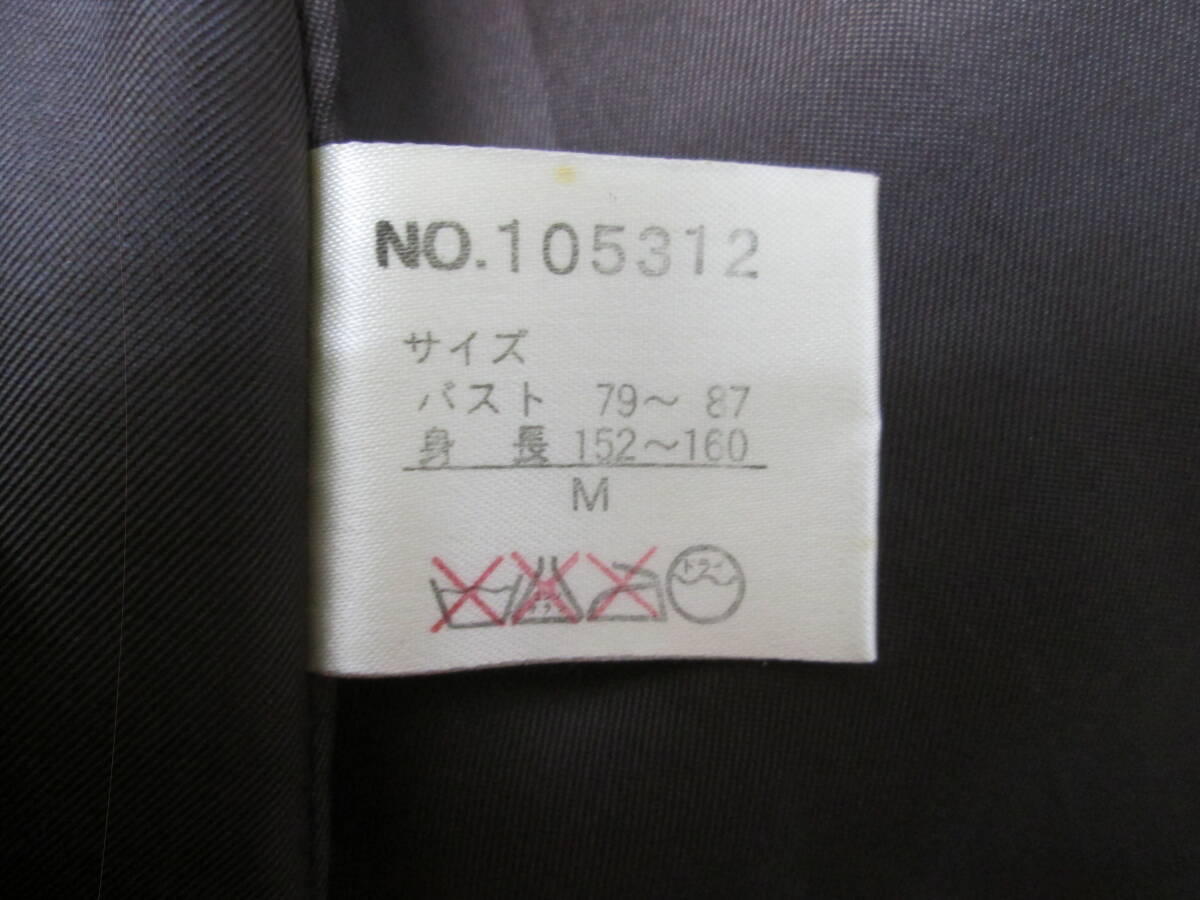 NO.105312
サイズ
バスト 79～ 87
身 長 152～160
M
ドライ